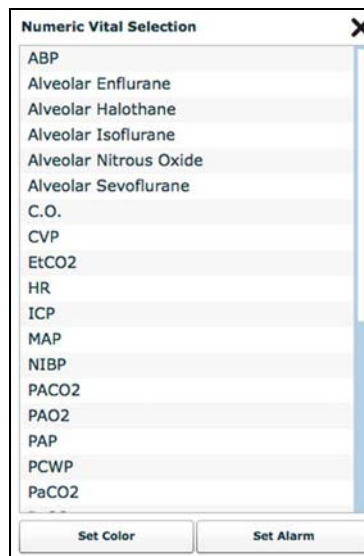 Numeric Vital Selection
ABP
Alveolar Enflurane
Alveolar Halothane
Alveolar Isoflurane
Alveolar Nitrous Oxide
Alveolar Sevoflurane
C.O.
CVP
EtCO2
HR
ICP
MAP
NIBP
PACO2
PAO2
PAP
PCWP
PaCO2
Set Color Set Alarm